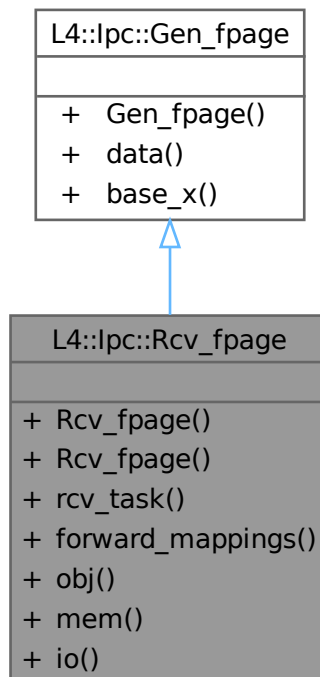 L4::Ipc::Gen_fpage
+ Gen_fpage()
+ data()
+ base_x()
L4::Ipc::Rcv_fpage
+ Rcv_fpage()
+ Rcv_fpage()
+ rcv_task()
+ forward_mappings()
+ obj()
+ mem()
+ io()